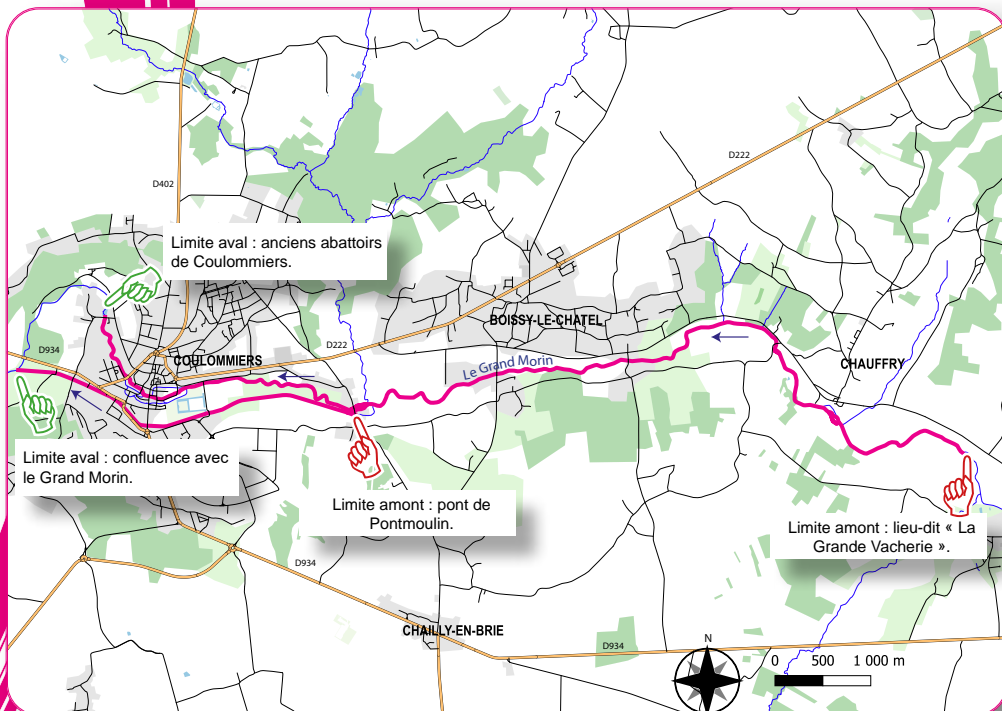 D222
D402
Limite aval : anciens abattoirs
de Coulommiers.
BOISSY-LE-CHATEL
D934
COULOMMIERS
D222
Le Grand Morin
CHAUFFRY
Limite aval : confluence avec
le Grand Morin.
Limite amont : pont de
Pontmoulin.
Limite amont : lieu-dit « La
Grande Vacherie ».
D934
CHAILLY-EN-BRIE
D934
N
0 500 1 000 m